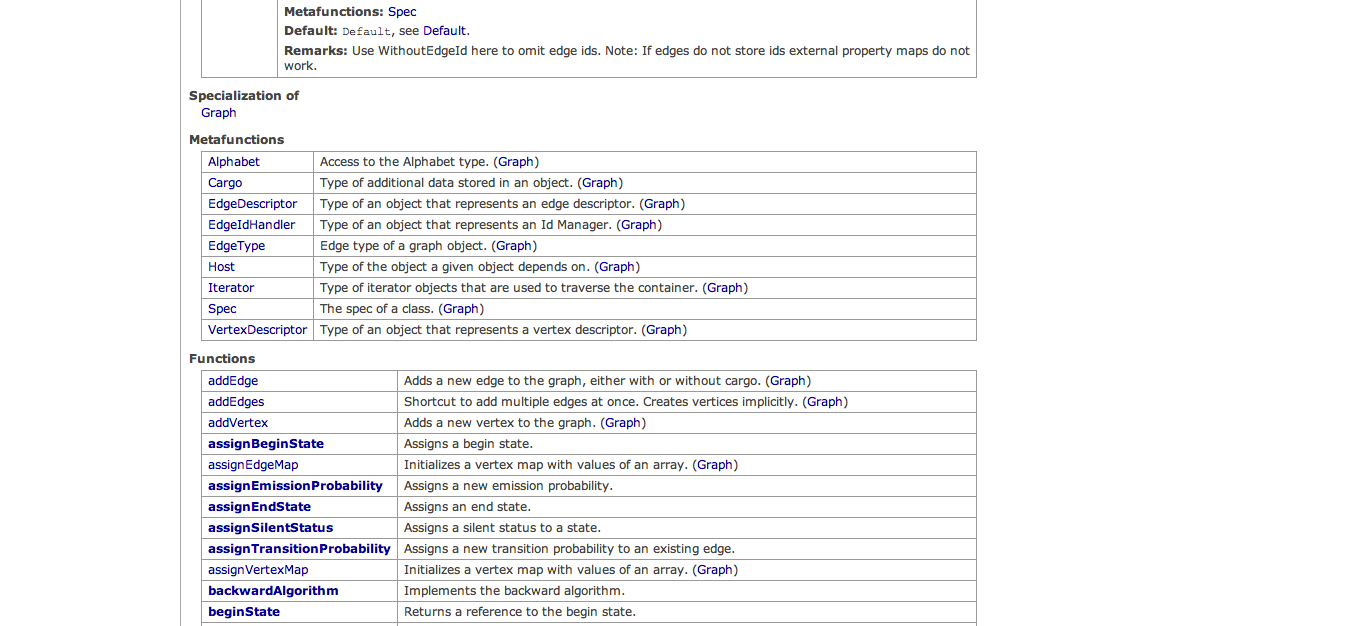 Metafunctions: Spec
Default: Default, see Default.
Remarks: Use WithoutEdgeId here to omit edge ids. Note: If edges do not store ids external property maps do not
work.
Specialization of
Graph
Metafunctions
Alphabet Access to the Alphabet type. (Graph)
Cargo Type of additional data stored in an object. (Graph)
EdgeDescriptor Type of an object that represents an edge descriptor. (Graph)
EdgeIdHandler Type of an object that represents an Id Manager. (Graph)
EdgeType Edge type of a graph object. (Graph)
Host Type of the object a given object depends on. (Graph)
Iterator Type of iterator objects that are used to traverse the container. (Graph)
Spec The spec of a class. (Graph)
VertexDescriptor Type of an object that represents a vertex descriptor. (Graph)
Functions
addEdge Adds a new edge to the graph, either with or without cargo. (Graph)
addEdges Shortcut to add multiple edges at once. Creates vertices implicitly. (Graph)
addVertex Adds a new vertex to the graph. (Graph)
assignBeginState Assigns a begin state.
assignEdgeMap Initializes a vertex map with values of an array. (Graph)
assignEmissionProbability Assigns a new emission probability.
assignEndState Assigns an end state.
assignSilentStatus Assigns a silent status to a state.
assignTransitionProbability Assigns a new transition probability to an existing edge.
assignVertexMap Initializes a vertex map with values of an array. (Graph)
backwardAlgorithm Implements the backward algorithm.
beginState Returns a reference to the begin state.